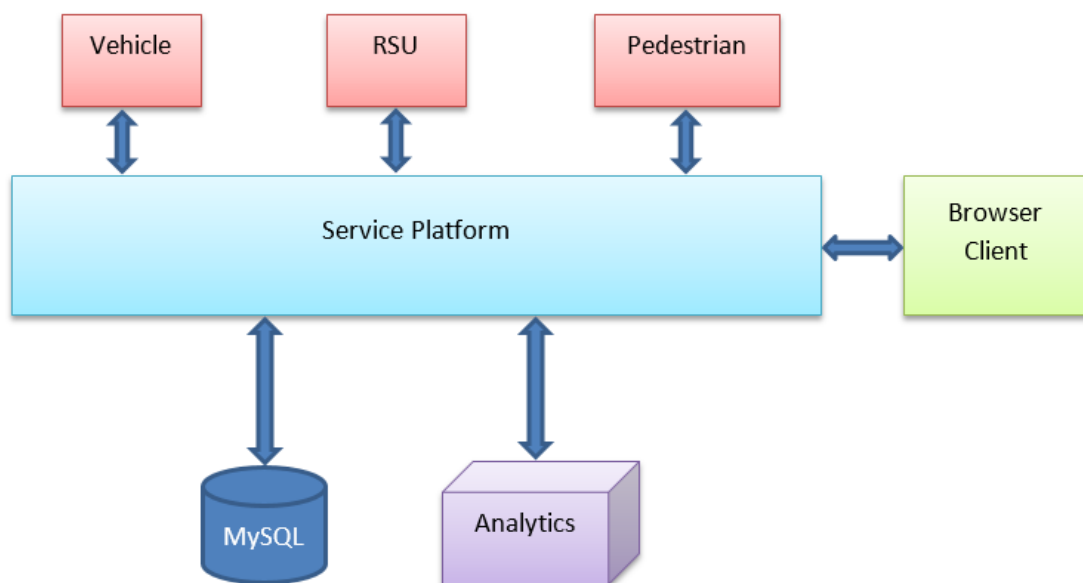 Vehicle
RSU
Pedestrian
Service Platform
Browser
Client
MySQL
Analytics